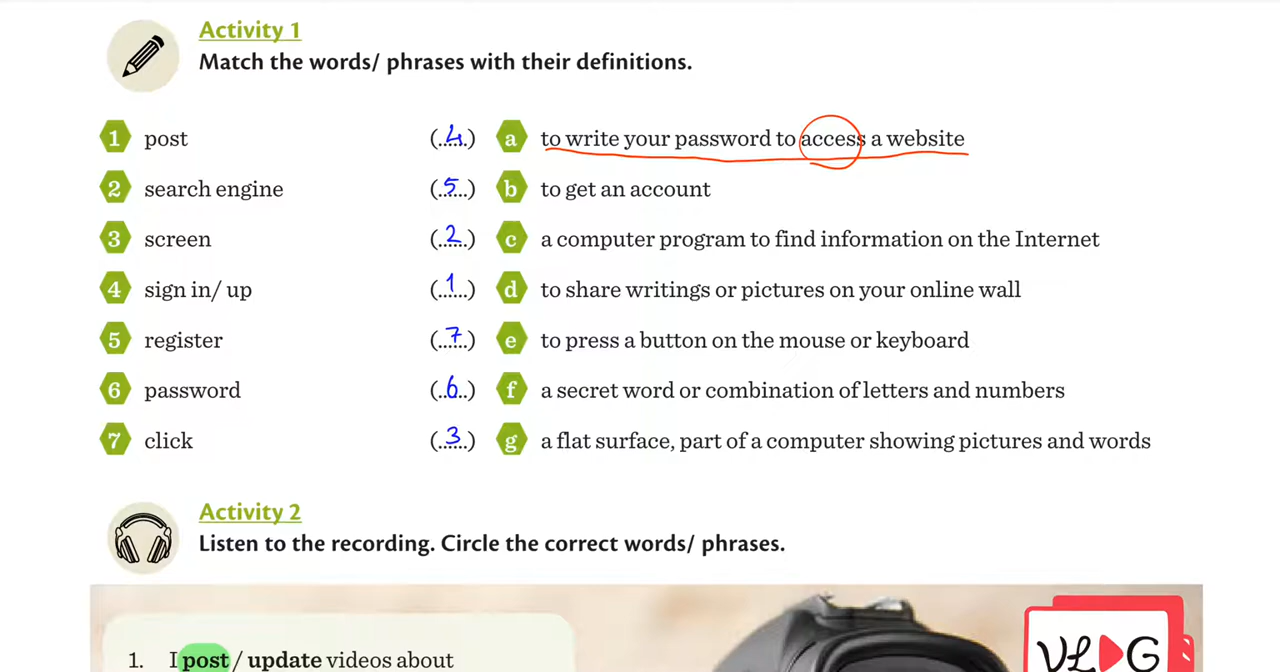 Activity 1
Match the words/ phrases with their definitions.
1 post (..4..) a to write your password to access a website
2 search engine (..5..) b to get an account
3 screen (..2..) c a computer program to find information on the Internet
4 sign in/ up (..1..) d to share writings or pictures on your online wall
5 register (..7..) e to press a button on the mouse or keyboard
6 password (..6..) f a secret word or combination of letters and numbers
7 click (..3..) g a flat surface, part of a computer showing pictures and words
Activity 2
Listen to the recording. Circle the correct words/ phrases.
1. I post / update videos about
VLOG